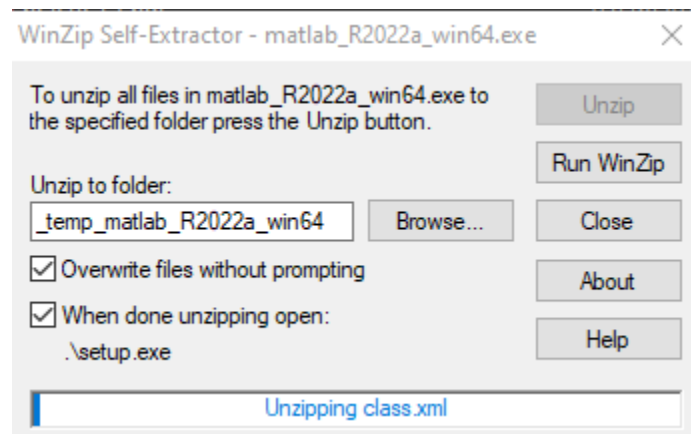 WinZip Self-Extractor - matlab_R2022a_win64.exe
To unzip all files in matlab_R2022a_win64.exe to
the specified folder press the Unzip button.
Unzip
Run WinZip
Unzip to folder:
_temp_matlab_R2022a_win64
Browse...
Close
Overwrite files without prompting
About
When done unzipping open:
.\setup.exe
Help
Unzipping class.xml